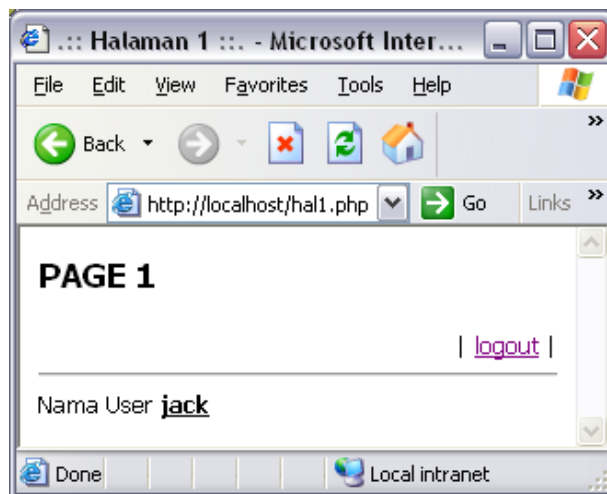 .:: Halaman 1 ::. - Microsoft Inter...
File Edit View Favorites Tools Help
Back
Address http://localhost/hal1.php Go Links
PAGE 1
| logout |
Nama User jack
Done Local intranet